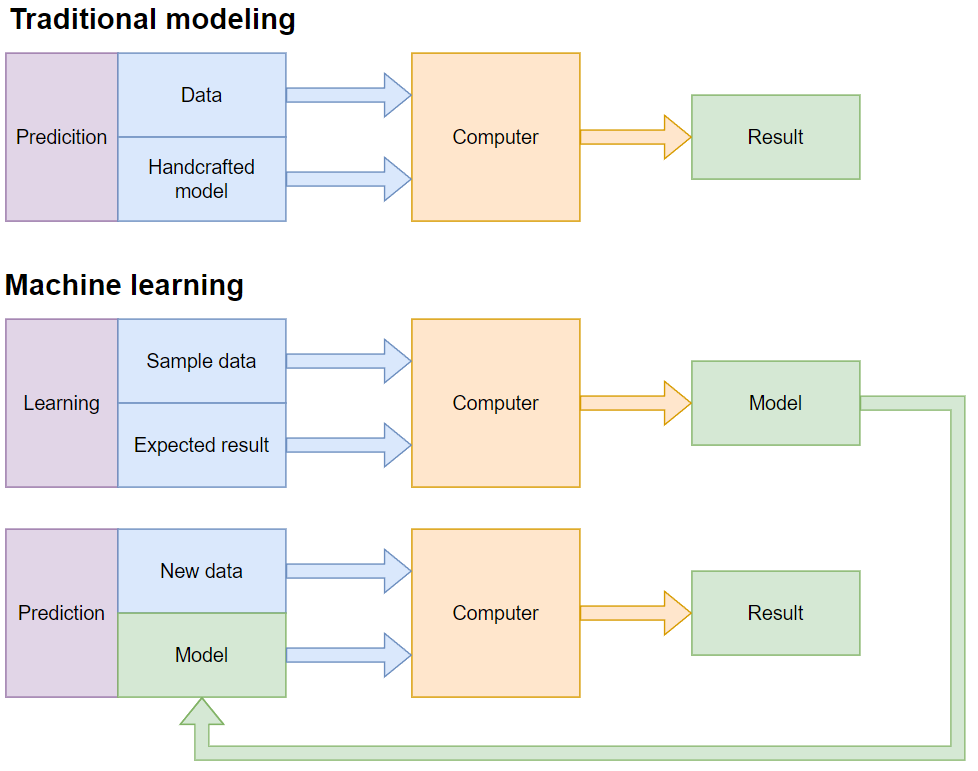 Traditional modeling
Predicition
Data
Handcrafted
model
Computer
Result
Machine learning
Learning
Sample data
Expected result
Computer
Model
Prediction
New data
Model
Computer
Result